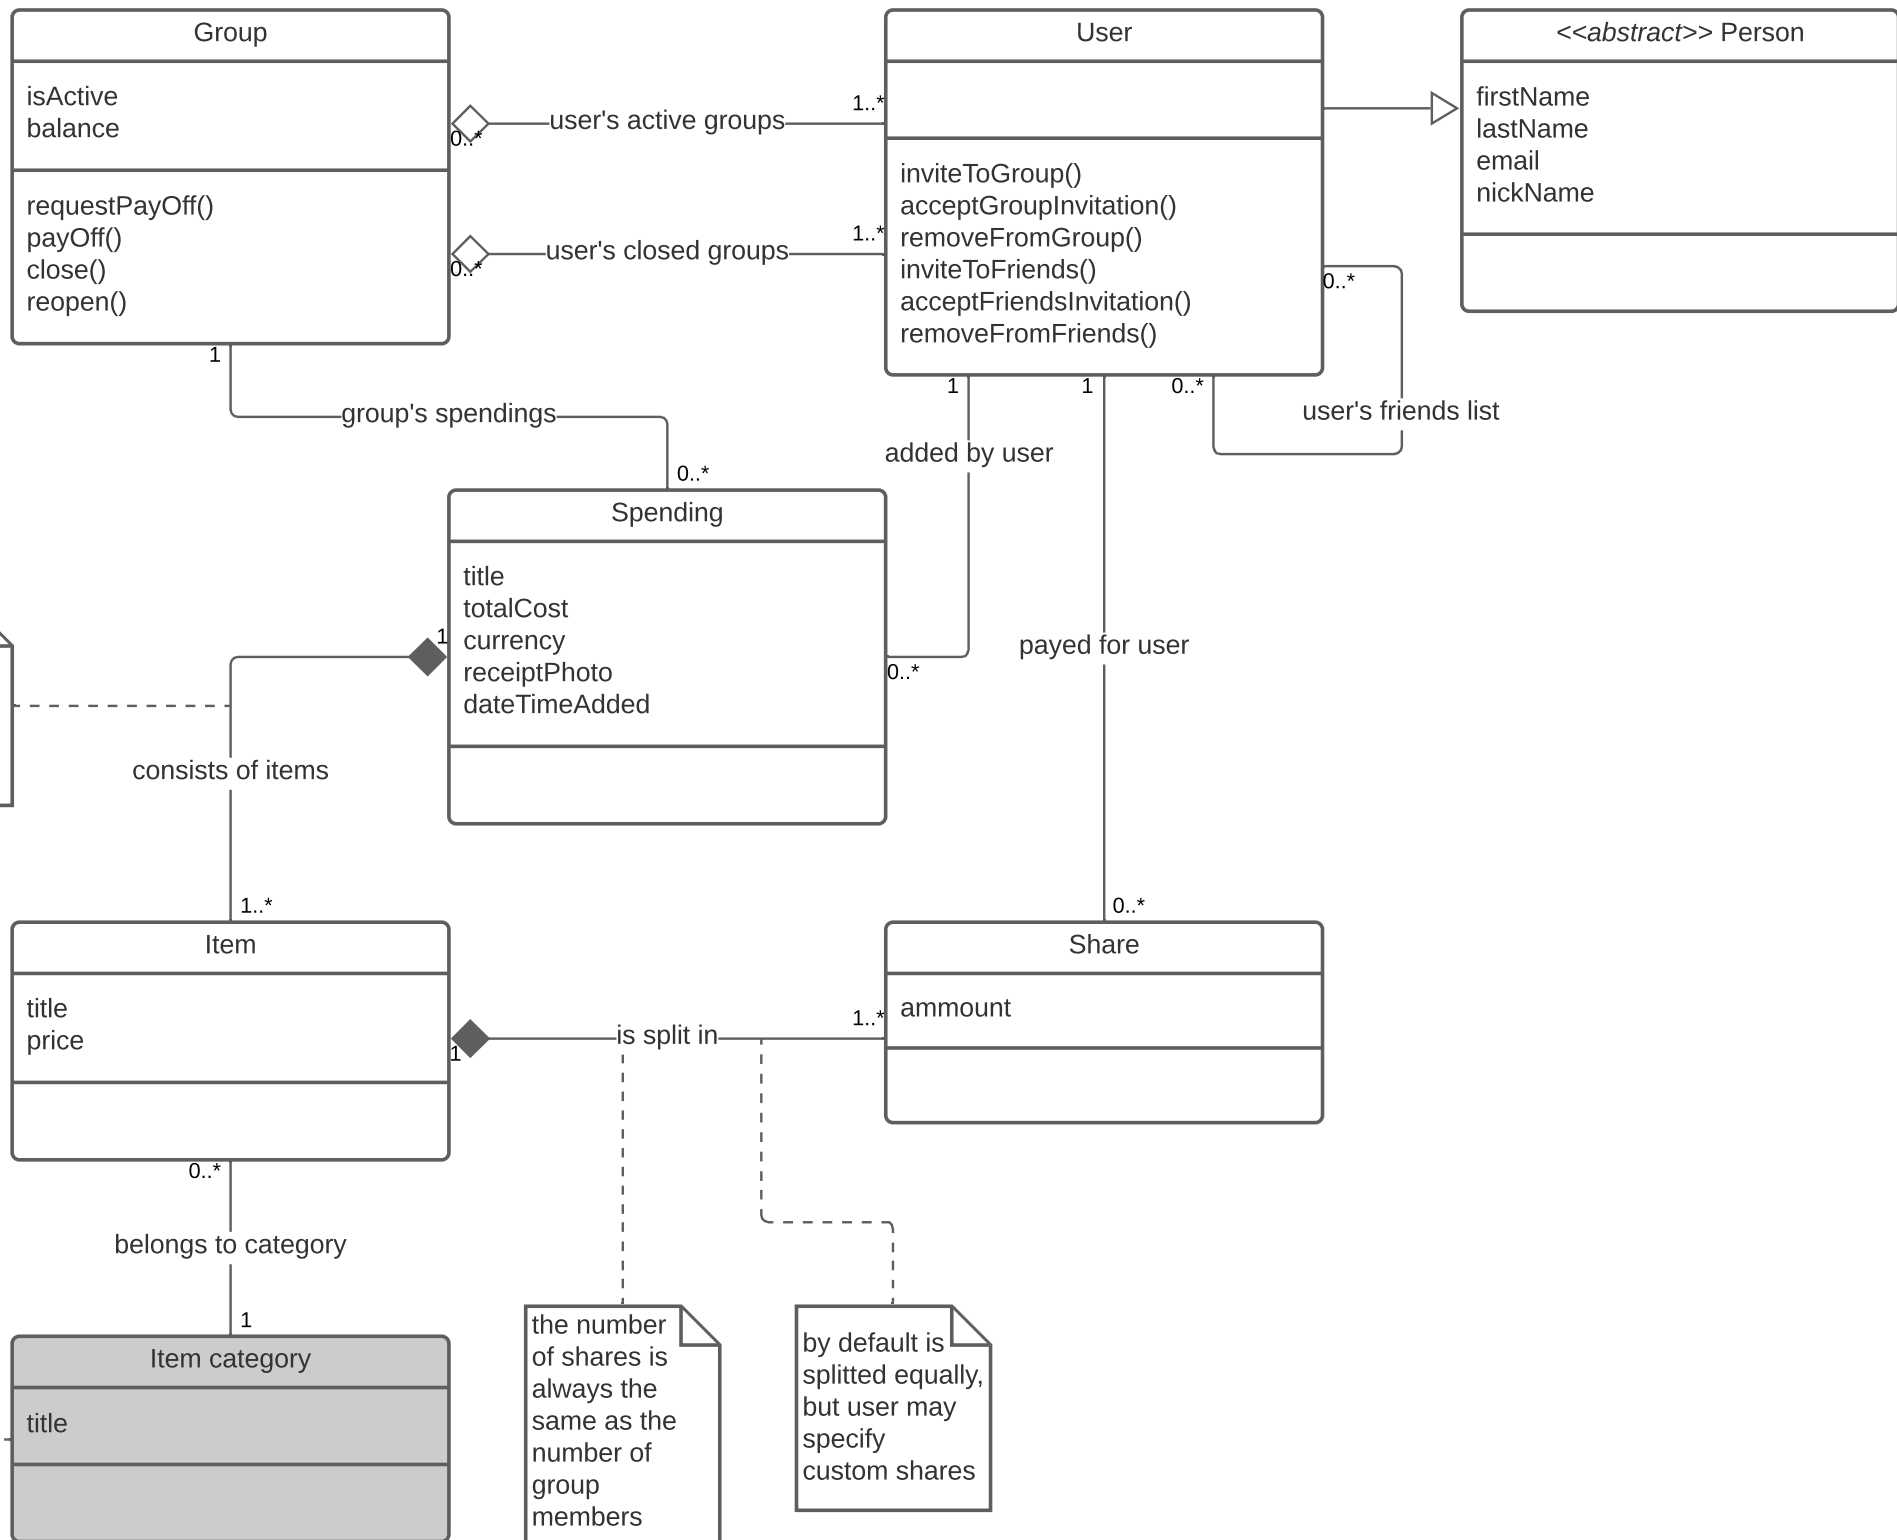 Group
isActive
balance
requestPayOff()
payOff()
close()
reopen()
0..*
user's active groups
1..*
0..*
user's closed groups
1..*
User
inviteToGroup()
acceptGroupInvitation()
removeFromGroup()
inviteToFriends()
acceptFriendsInvitation()
removeFromFriends()
<<abstract>> Person
firstName
lastName
email
nickName
0..*
0..*
user's friends list
1
group's spendings
0..*
1
added by user
0..*
1
payed for user
0..*
Spending
title
totalCost
currency
receiptPhoto
dateTimeAdded
1
consists of items
1..*
Item
title
price
1
is split in
1..*
Share
ammount
0..*
belongs to category
1
Item category
title
the number
of shares is
always the
same as the
number of
group
members
by default is
splitted equally,
but user may
specify
custom shares